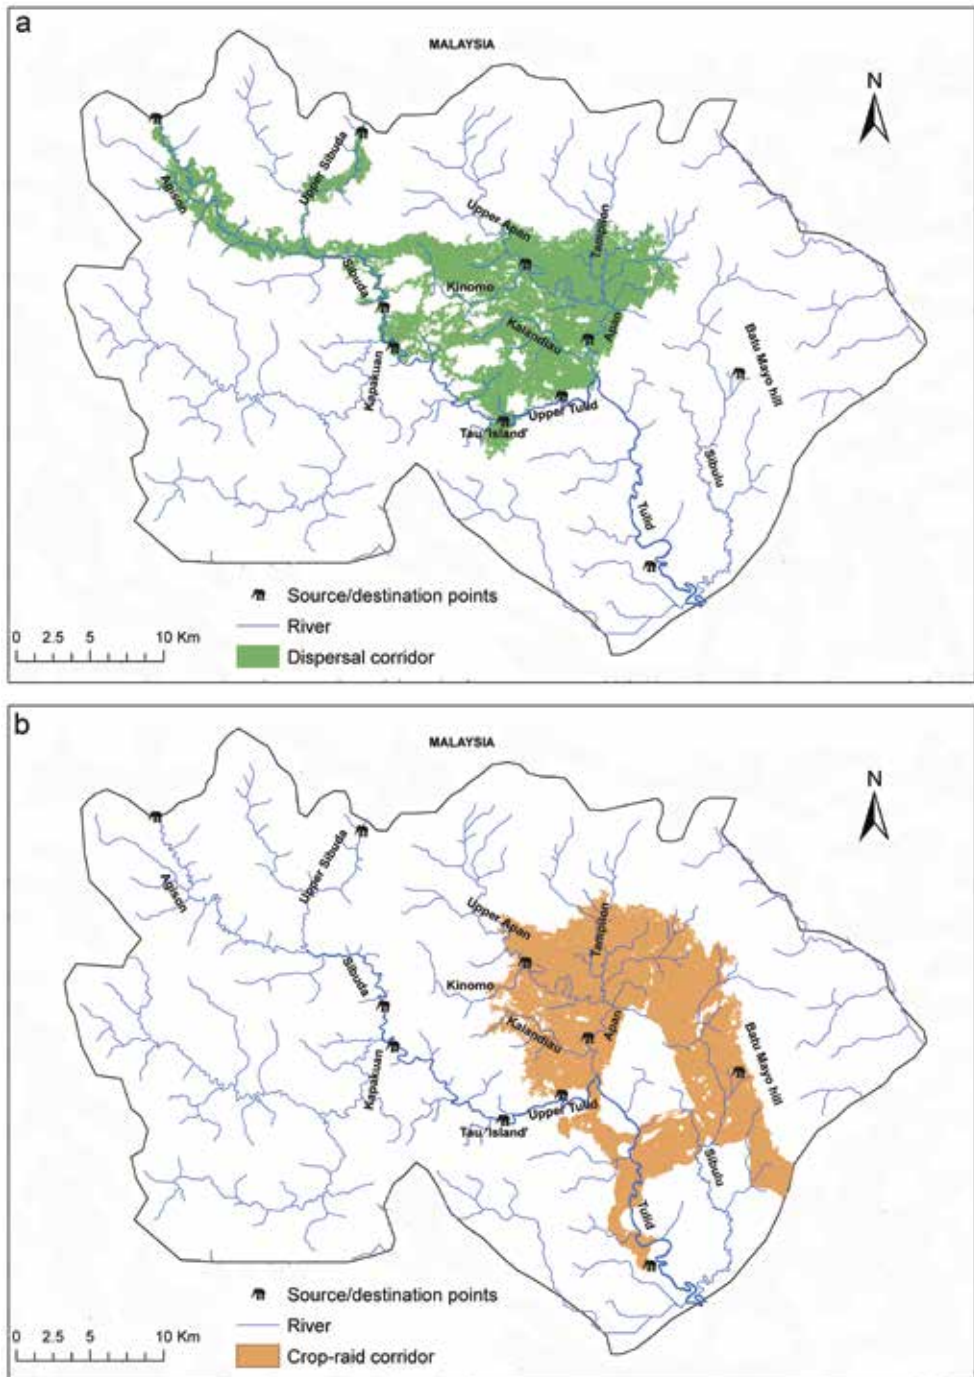 a
MALAYSIA
N
Agison
Upper Sibuda
Upper Apan
Tampilon
Sibuda
Kinomo
Kalandiau
Apan
Kapakuan
Batu Mayo hill
Upper Tulid
Tau 'Island'
Sibulu
Tulid
Source/destination points
River
Dispersal corridor
0 2.5 5 10 Km
b
MALAYSIA
N
Agison
Upper Sibuda
Upper Apan
Tampilon
Sibuda
Kinomo
Kalandiau
Apan
Kapakuan
Batu Mayo hill
Upper Tulid
Tau 'Island'
Sibulu
Tulid
Source/destination points
River
Crop-raid corridor
0 2.5 5 10 Km